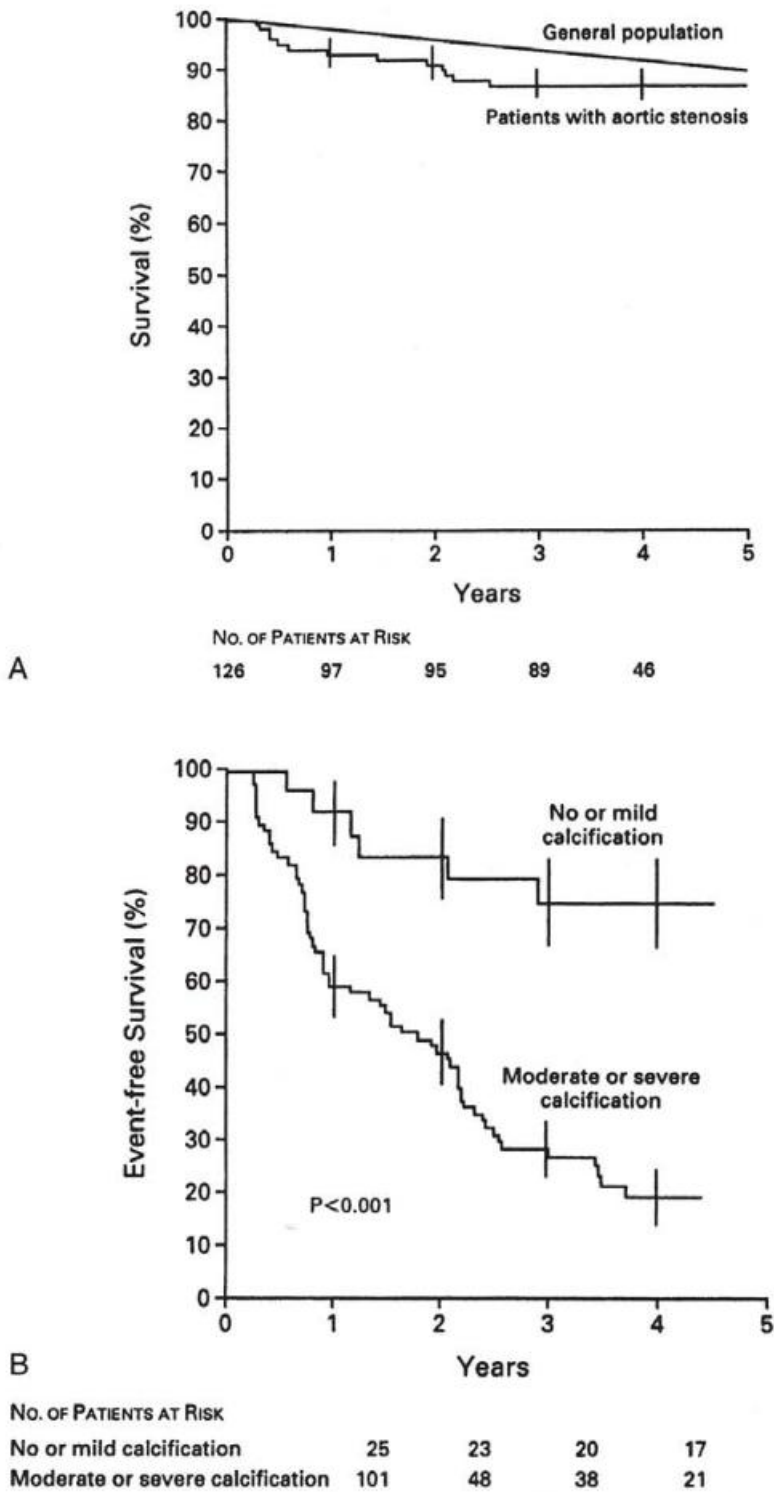 100
90
80
70
60
50
40
30
20
10
0
Survival (%)
General population
Patients with aortic stenosis
0 1 2 3 4 5
Years
No. of Patients at Risk
A 126 97 95 89 46
100
90
80
70
60
50
40
30
20
10
0
Event-free Survival (%)
No or mild
calcification
Moderate or severe
calcification
P<0.001
0 1 2 3 4 5
Years
B
No. of Patients at Risk
No or mild calcification 25 23 20 17
Moderate or severe calcification 101 48 38 21